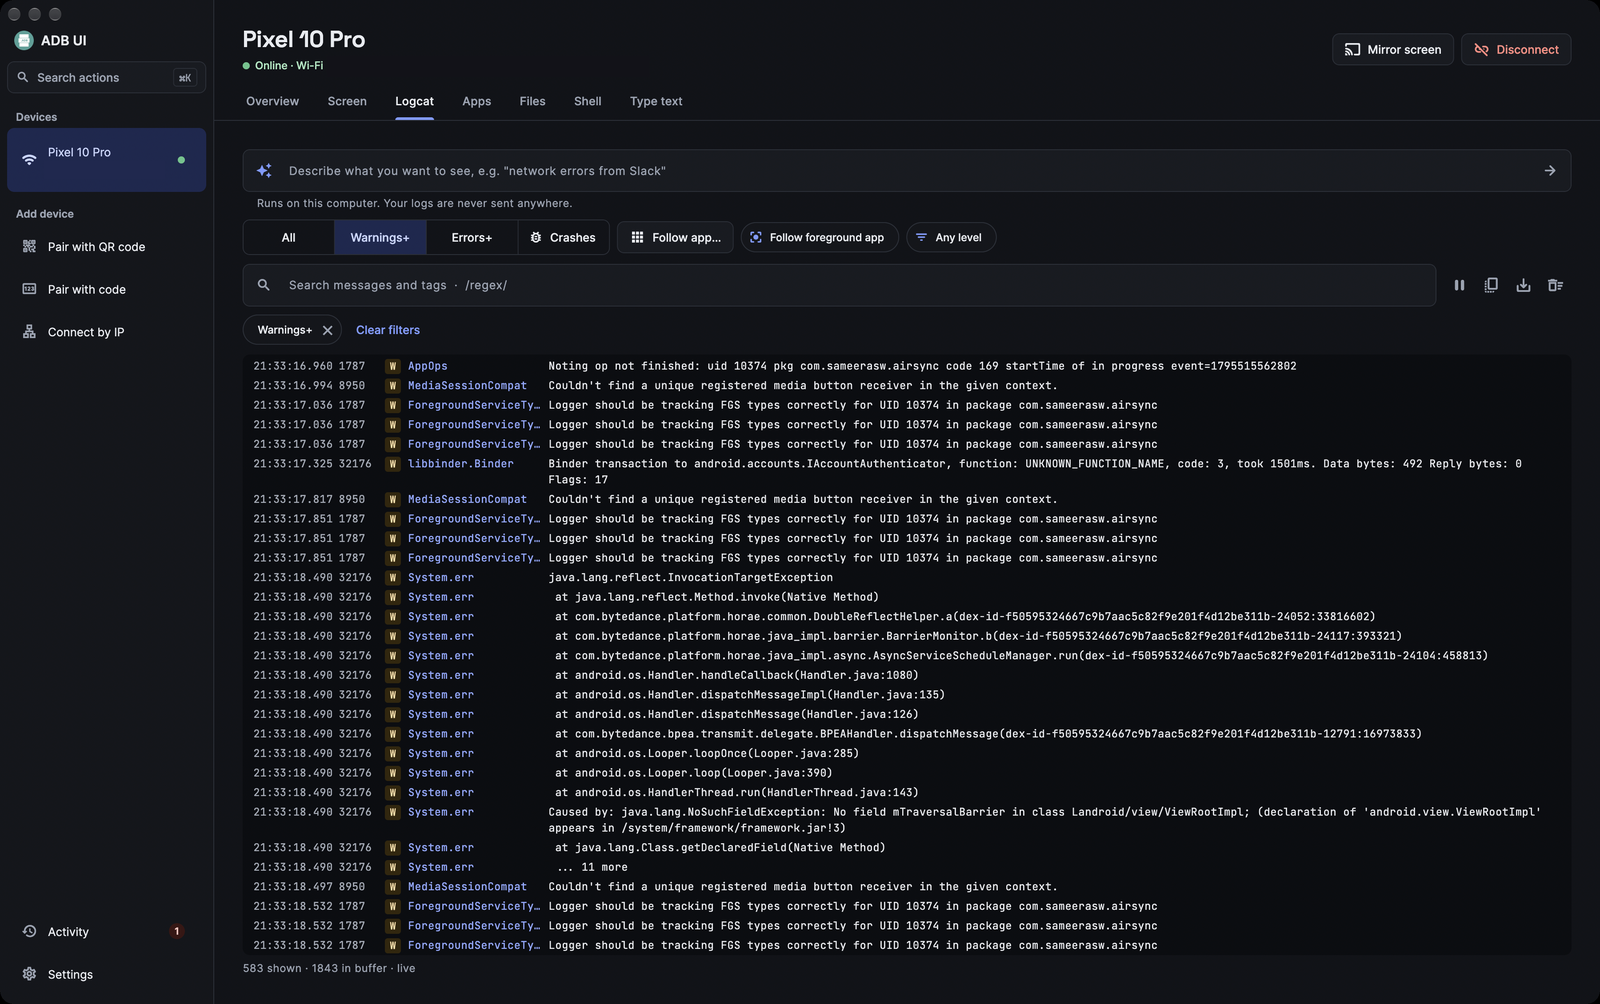 ADB UI
Search actions
⌘K
Devices
Pixel 10 Pro
Add device
Pair with QR code
Pair with code
Connect by IP
Activity
1
Settings
Pixel 10 Pro
Online · Wi-Fi
Mirror screen
Disconnect
Overview Screen Logcat Apps Files Shell Type text
Describe what you want to see, e.g. "network errors from Slack"
Runs on this computer. Your logs are never sent anywhere.
All Warnings+ Errors+ Crashes Follow app... Follow foreground app Any level
Search messages and tags · /regex/
Warnings+ Clear filters
21:33:16.960 1787 W AppOps Noting op not finished: uid 10374 pkg com.sameerasw.airsync code 169 startTime of in progress event=1795515562802
21:33:16.994 8950 W MediaSessionCompat Couldn't find a unique registered media button receiver in the given context.
21:33:17.036 1787 W ForegroundServiceTy… Logger should be tracking FGS types correctly for UID 10374 in package com.sameerasw.airsync
21:33:17.036 1787 W ForegroundServiceTy… Logger should be tracking FGS types correctly for UID 10374 in package com.sameerasw.airsync
21:33:17.036 1787 W ForegroundServiceTy… Logger should be tracking FGS types correctly for UID 10374 in package com.sameerasw.airsync
21:33:17.325 32176 W libbinder.Binder Binder transaction to android.accounts.IAccountAuthenticator, function: UNKNOWN_FUNCTION_NAME, code: 3, took 1501ms. Data bytes: 492 Reply bytes: 0
Flags: 17
21:33:17.817 8950 W MediaSessionCompat Couldn't find a unique registered media button receiver in the given context.
21:33:17.851 1787 W ForegroundServiceTy… Logger should be tracking FGS types correctly for UID 10374 in package com.sameerasw.airsync
21:33:17.851 1787 W ForegroundServiceTy… Logger should be tracking FGS types correctly for UID 10374 in package com.sameerasw.airsync
21:33:17.851 1787 W ForegroundServiceTy… Logger should be tracking FGS types correctly for UID 10374 in package com.sameerasw.airsync
21:33:18.490 32176 W System.err java.lang.reflect.InvocationTargetException
21:33:18.490 32176 W System.err at java.lang.reflect.Method.invoke(Native Method)
21:33:18.490 32176 W System.err at com.bytedance.platform.horae.common.DoubleReflectHelper.a(dex-id-f50595324667c9b7aac5c82f9e201f4d12be311b-24052:33816602)
21:33:18.490 32176 W System.err at com.bytedance.platform.horae.java_impl.barrier.BarrierMonitor.b(dex-id-f50595324667c9b7aac5c82f9e201f4d12be311b-24117:393321)
21:33:18.490 32176 W System.err at com.bytedance.platform.horae.java_impl.async.AsyncServiceScheduleManager.run(dex-id-f50595324667c9b7aac5c82f9e201f4d12be311b-24104:458813)
21:33:18.490 32176 W System.err at android.os.Handler.handleCallback(Handler.java:1080)
21:33:18.490 32176 W System.err at android.os.Handler.dispatchMessageImpl(Handler.java:135)
21:33:18.490 32176 W System.err at android.os.Handler.dispatchMessage(Handler.java:126)
21:33:18.490 32176 W System.err at com.bytedance.bpea.transmit.delegate.BPEAHandler.dispatchMessage(dex-id-f50595324667c9b7aac5c82f9e201f4d12be311b-12791:16973833)
21:33:18.490 32176 W System.err at android.os.Looper.loopOnce(Looper.java:285)
21:33:18.490 32176 W System.err at android.os.Looper.loop(Looper.java:390)
21:33:18.490 32176 W System.err at android.os.HandlerThread.run(HandlerThread.java:143)
21:33:18.490 32176 W System.err Caused by: java.lang.NoSuchFieldException: No field mTraversalBarrier in class Landroid/view/ViewRootImpl; (declaration of 'android.view.ViewRootImpl'
appears in /system/framework/framework.jar!3)
21:33:18.490 32176 W System.err at java.lang.Class.getDeclaredField(Native Method)
21:33:18.490 32176 W System.err ... 11 more
21:33:18.497 8950 W MediaSessionCompat Couldn't find a unique registered media button receiver in the given context.
21:33:18.532 1787 W ForegroundServiceTy… Logger should be tracking FGS types correctly for UID 10374 in package com.sameerasw.airsync
21:33:18.532 1787 W ForegroundServiceTy… Logger should be tracking FGS types correctly for UID 10374 in package com.sameerasw.airsync
21:33:18.532 1787 W ForegroundServiceTy… Logger should be tracking FGS types correctly for UID 10374 in package com.sameerasw.airsync
583 shown · 1843 in buffer · live